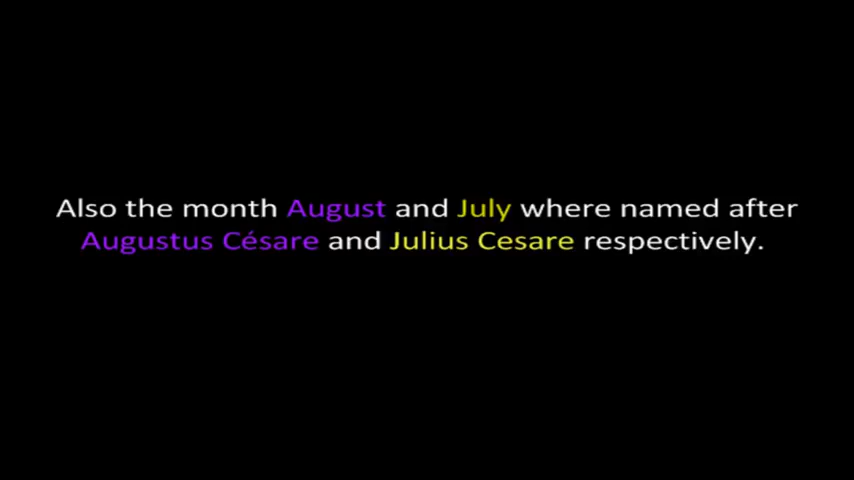 Also the month August and July where named after
Augustus Césare and Julius Cesare respectively.